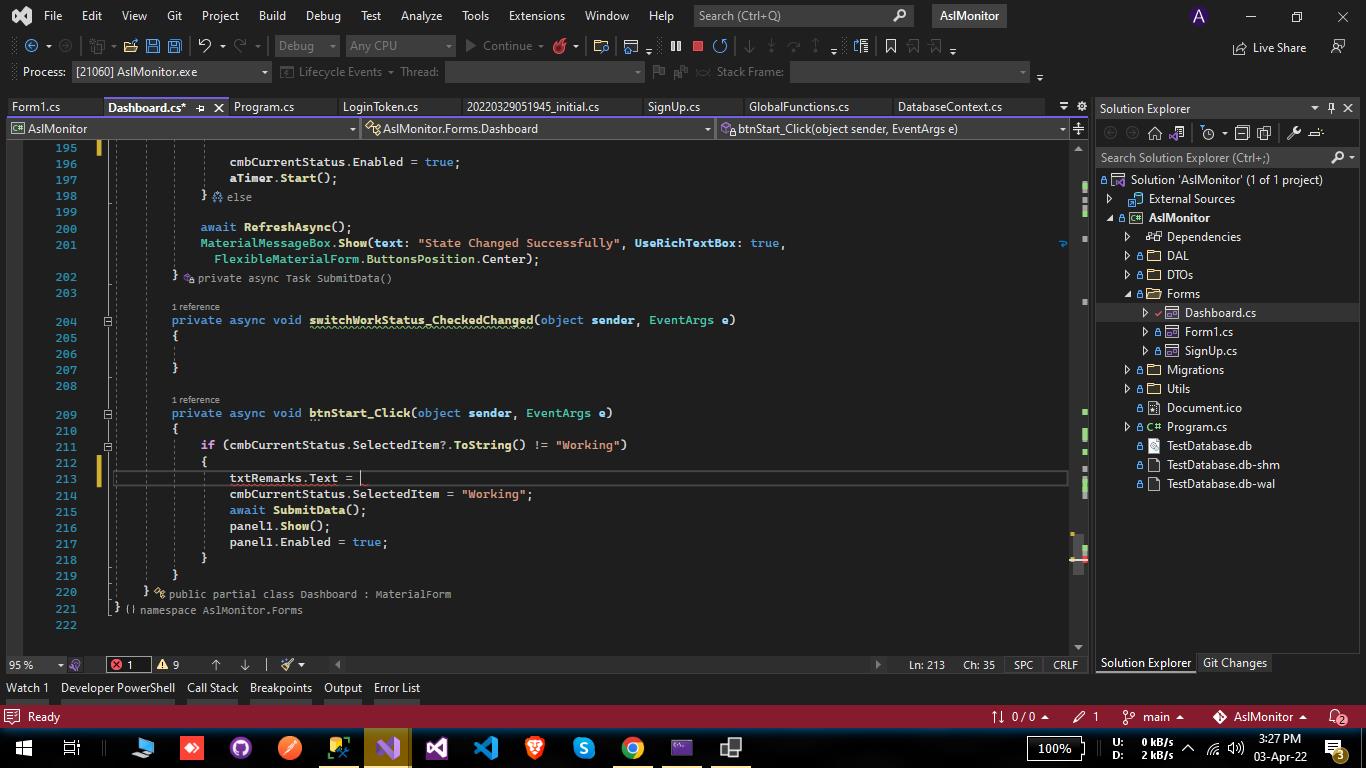 File Edit View Git Project Build Debug Test Analyze Tools Extensions Window Help Search (Ctrl+Q) AslMonitor A
Debug Any CPU Continue Live Share
Process: [21060] AslMonitor.exe Lifecycle Events Thread: Stack Frame:
Form1.cs Dashboard.cs* Program.cs LoginToken.cs 20220329051945_initial.cs SignUp.cs GlobalFunctions.cs DatabaseContext.cs
AslMonitor AslMonitor.Forms.Dashboard btnStart_Click(object sender, EventArgs e)
195
196 cmbCurrentStatus.Enabled = true;
197 aTimer.Start();
198 } else
199
200 await RefreshAsync();
201 MaterialMessageBox.Show(text: "State Changed Successfully", UseRichTextBox: true,
FlexibleMaterialForm.ButtonsPosition.Center);
202 } private async Task SubmitData()
203
1 reference
204 private async void switchWorkStatus_CheckedChanged(object sender, EventArgs e)
205 {
206
207 }
208
1 reference
209 private async void btnStart_Click(object sender, EventArgs e)
210 {
211 if (cmbCurrentStatus.SelectedItem?.ToString() != "Working")
212 {
213 txtRemarks.Text =
214 cmbCurrentStatus.SelectedItem = "Working";
215 await SubmitData();
216 panel1.Show();
217 panel1.Enabled = true;
218 }
219 }
220 } public partial class Dashboard : MaterialForm
221 } namespace AslMonitor.Forms
222
95 % 1 9 Ln: 213 Ch: 35 SPC CRLF
Solution Explorer
Search Solution Explorer (Ctrl+;)
Solution 'AslMonitor' (1 of 1 project)
External Sources
C# AslMonitor
Dependencies
DAL
DTOs
Forms
Dashboard.cs
Form1.cs
SignUp.cs
Migrations
Utils
Document.ico
C# Program.cs
TestDatabase.db
TestDatabase.db-shm
TestDatabase.db-wal
Solution Explorer Git Changes
Watch 1 Developer PowerShell Call Stack Breakpoints Output Error List
Ready 0 / 0 1 main AslMonitor 2
100% U: 0 kB/s 3:27 PM
D: 2 kB/s 03-Apr-22 3